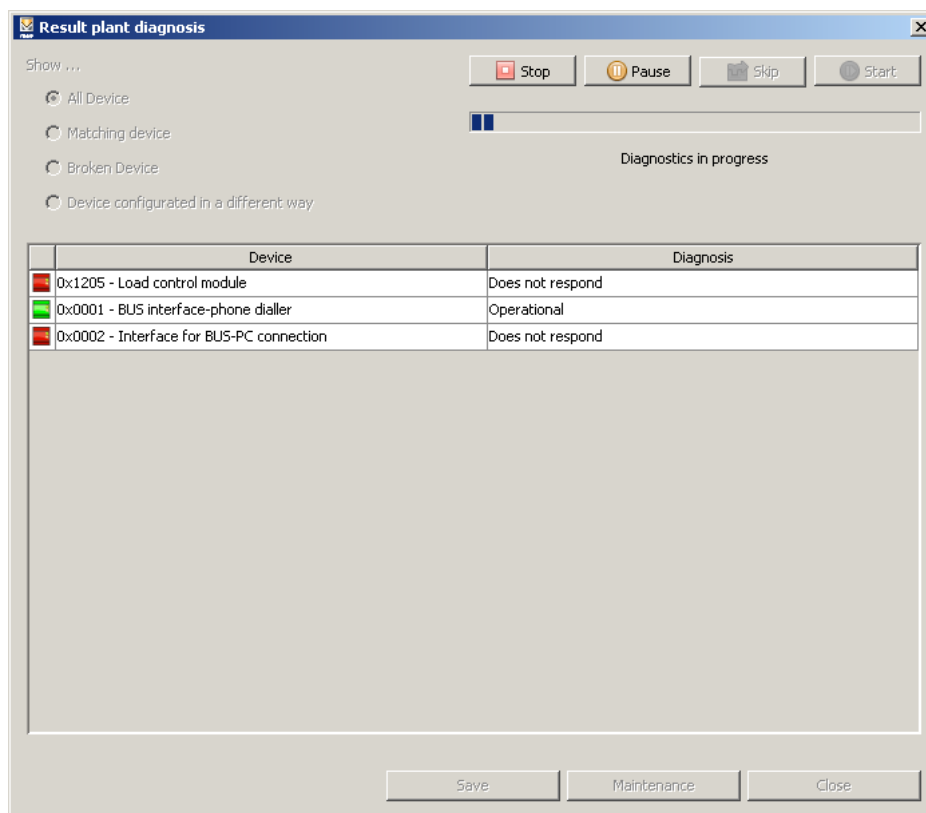 Result plant diagnosis
Show ...
Stop
Pause
Skip
Start
All Device
Matching device
Broken Device
Device configurated in a different way
Diagnostics in progress
Device
Diagnosis
0x1205 - Load control module
Does not respond
0x0001 - BUS interface-phone dialler
Operational
0x0002 - Interface for BUS-PC connection
Does not respond
Save
Maintenance
Close